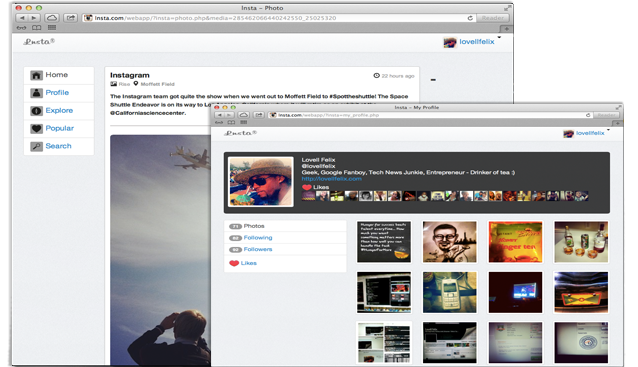 Insta – Photo
Insta.com/webapp/?insta=photo.php&media=285462066440242550_25025320
Reader
Insta®
lovellfelix
Home
Profile
Explore
Popular
Search
Instagram
22 hours ago
Rise
Moffett Field
The Instagram team got quite the show when we went to Moffett Field to #Spottheshuttle! The Space
Shuttle Endeavor is on its way to
@Californiasciencecenter.
Insta – My Profile
Insta.com/webapp/?insta=my_profile.php
Reader
Insta®
lovellfelix
Lovell Felix
@lovellfelix
Geek, Google Fanboy, Tech News Junkie, Entrepreneur - Drinker of tea :)
http://lovellfelix.com
Likes
Photos
Following
Followers
Likes